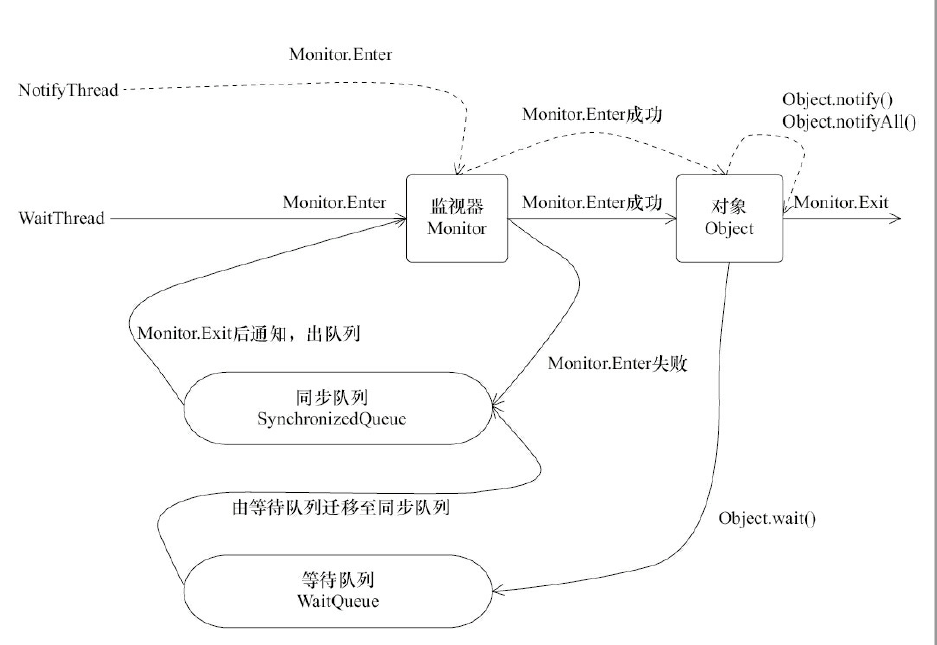 Monitor.Enter
NotifyThread
Object.notify()
Object.notifyAll()
Monitor.Enter成功
WaitThread
Monitor.Enter
监视器
Monitor
Monitor.Enter成功
对象
Object
Monitor.Exit
Monitor.Exit后通知，出队列
Monitor.Enter失败
同步队列
SynchronizedQueue
由等待队列迁移至同步队列
Object.wait()
等待队列
WaitQueue